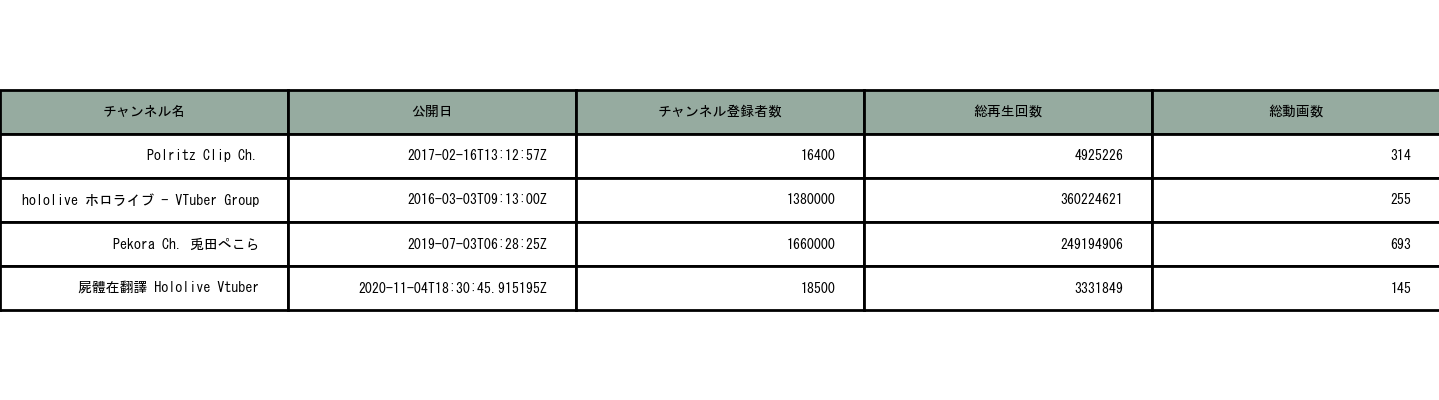 チャンネル名 公開日 チャンネル登録者数 総再生回数 総動画数
Polritz Clip Ch. 2017-02-16T13:12:57Z 16400 4925226 314
hololive ホロライブ - VTuber Group 2016-03-03T09:13:00Z 1380000 360224621 255
Pekora Ch. 兎田ぺこら 2019-07-03T06:28:25Z 1660000 249194906 693
屍體在翻譯 Hololive Vtuber 2020-11-04T18:30:45.915195Z 18500 3331849 145